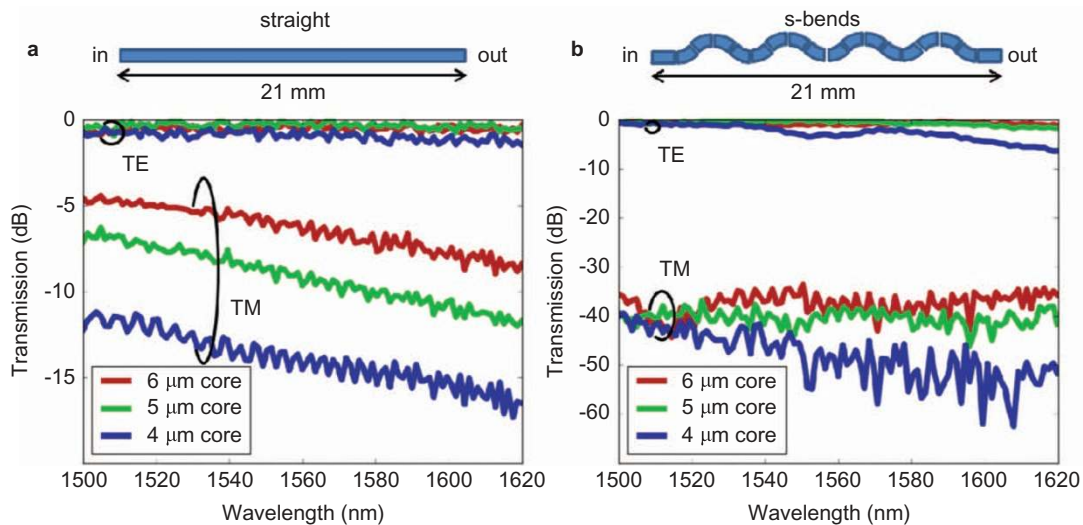 straight
a
in
out
21 mm
0
-5
-10
-15
Transmission (dB)
TE
TM
6 μm core
5 μm core
4 μm core
1500 1520 1540 1560 1580 1600 1620
Wavelength (nm)
s-bends
b
in
out
21 mm
0
-10
-20
-30
-40
-50
-60
Transmission (dB)
TE
TM
6 μm core
5 μm core
4 μm core
1500 1520 1540 1560 1580 1600 1620
Wavelength (nm)